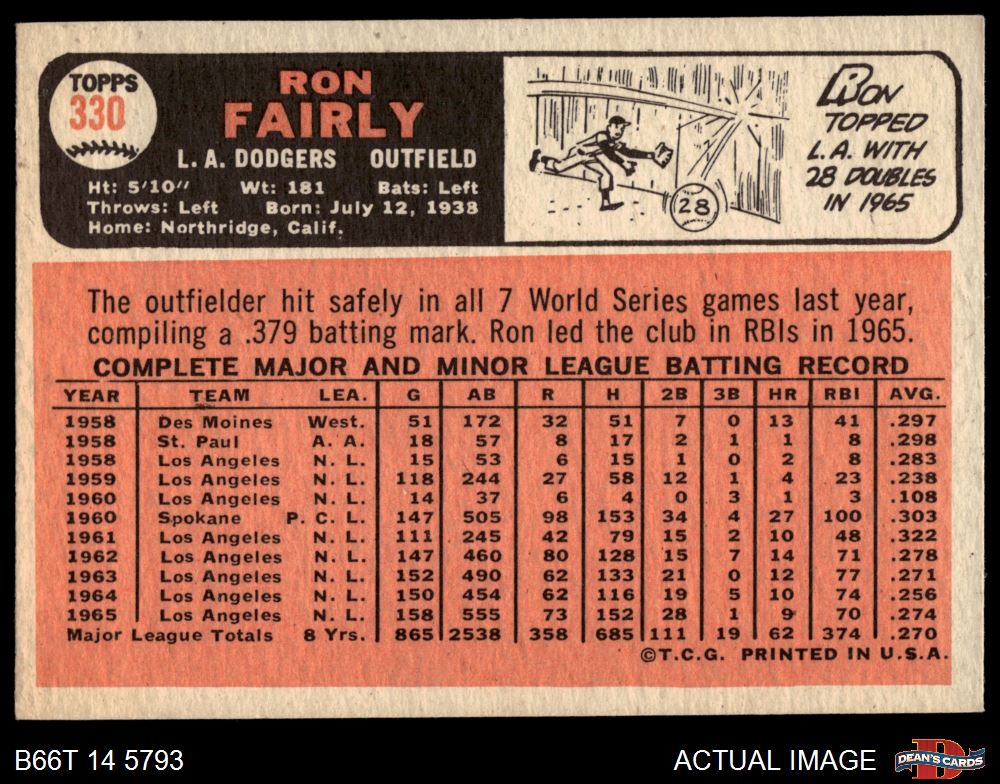 TOPPS
330
RON
FAIRLY
L. A. DODGERS OUTFIELD
Ht: 5'10" Wt: 181 Bats: Left
Throws: Left Born: July 12, 1938
Home: Northridge, Calif.
28
RON
TOPPED
L.A. WITH
28 DOUBLES
IN 1965
The outfielder hit safely in all 7 World Series games last year,
compiling a .379 batting mark. Ron led the club in RBIs in 1965.
COMPLETE MAJOR AND MINOR LEAGUE BATTING RECORD
YEAR TEAM LEA. G AB R H 2B 3B HR RBI AVG.
1958 Des Moines West. 51 172 32 51 7 0 13 41 .297
1958 St. Paul A. A. 18 57 8 17 2 1 1 8 .298
1958 Los Angeles N. L. 15 53 6 15 1 0 2 8 .283
1959 Los Angeles N. L. 118 244 27 58 12 1 4 23 .238
1960 Los Angeles N. L. 14 37 6 4 0 3 1 3 .108
1960 Spokane P. C. L. 147 505 98 153 34 4 27 100 .303
1961 Los Angeles N. L. 111 245 42 79 15 2 10 48 .322
1962 Los Angeles N. L. 147 460 80 128 15 7 14 71 .278
1963 Los Angeles N. L. 152 490 62 133 21 0 12 77 .271
1964 Los Angeles N. L. 150 454 62 116 19 5 10 74 .256
1965 Los Angeles N. L. 158 555 73 152 28 1 9 70 .274
Major League Totals 8 Yrs. 865 2538 358 685 111 19 62 374 .270
©T.C.G. PRINTED IN U.S.A.
B66T 14 5793 ACTUAL IMAGE
DEAN'S CARDS